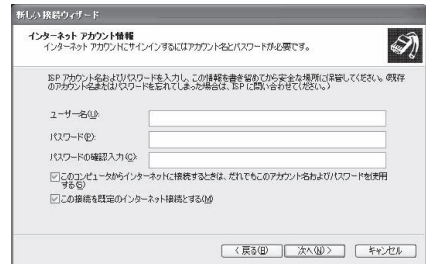 新しい接続ウィザード
インターネット アカウント情報
インターネット アカウントにサインインするにはアカウント名とパスワードが必要です。
ISP アカウント名およびパスワードを入力し、この情報を書き留めてから安全な場所に保管してください。(既存
のアカウント名またはパスワードを忘れてしまった場合は、ISP に問い合わせてください。)
ユーザー名(U):
パスワード(P):
パスワードの確認入力(C):
このコンピュータからインターネットに接続するときは、だれでもこのアカウント名およびパスワードを使用
する(S)
この接続を既定のインターネット接続とする(M)
< 戻る(B)
次へ(N) >
キャンセル